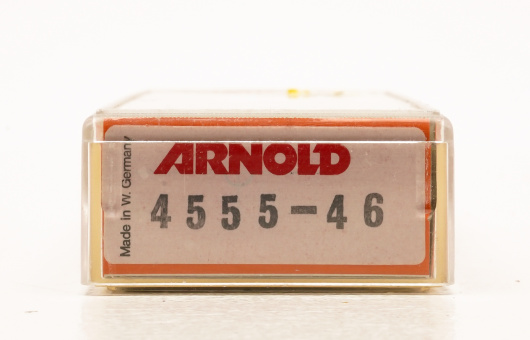 Made in W. Germany
ARNOLD
4555-46